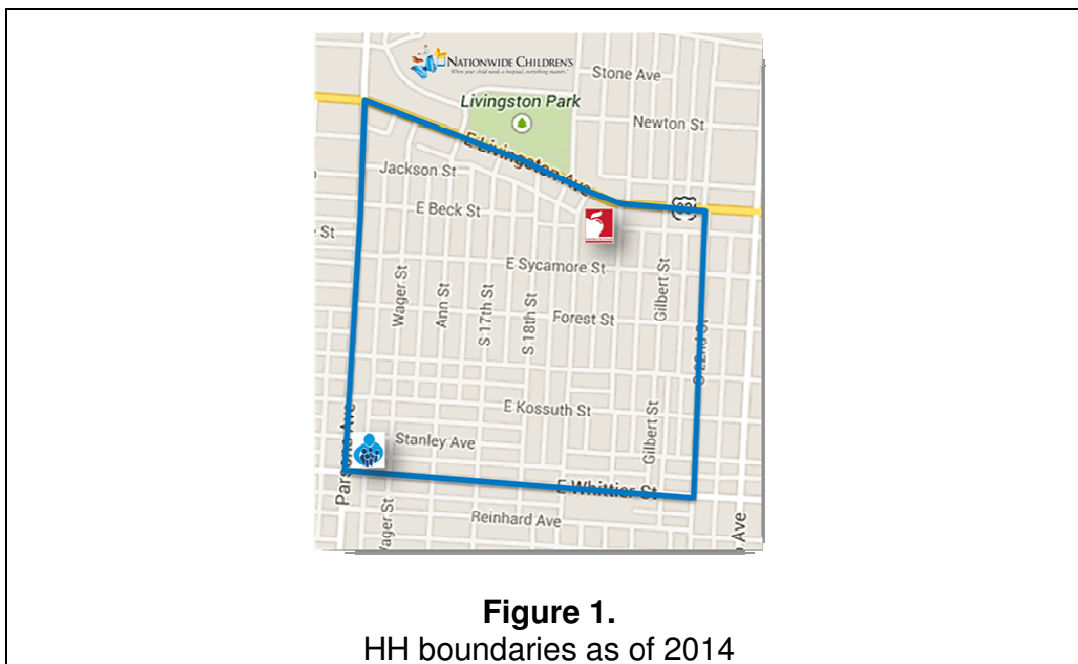 NATIONWIDE CHILDREN'S
When your child needs a hospital, everything matters.™
Stone Ave
Livingston Park
Newton St
E Livingston Ave
Jackson St
E Beck St
St
E Sycamore St
Wager St
Ann St
S 17th St
S 18th St
Gilbert St
Forest St
S 22nd St
E Kossuth St
Gilbert St
Stanley Ave
Parsons Ave
E Whittier St
Wager St
Reinhard Ave
Ave
Figure 1.
HH boundaries as of 2014